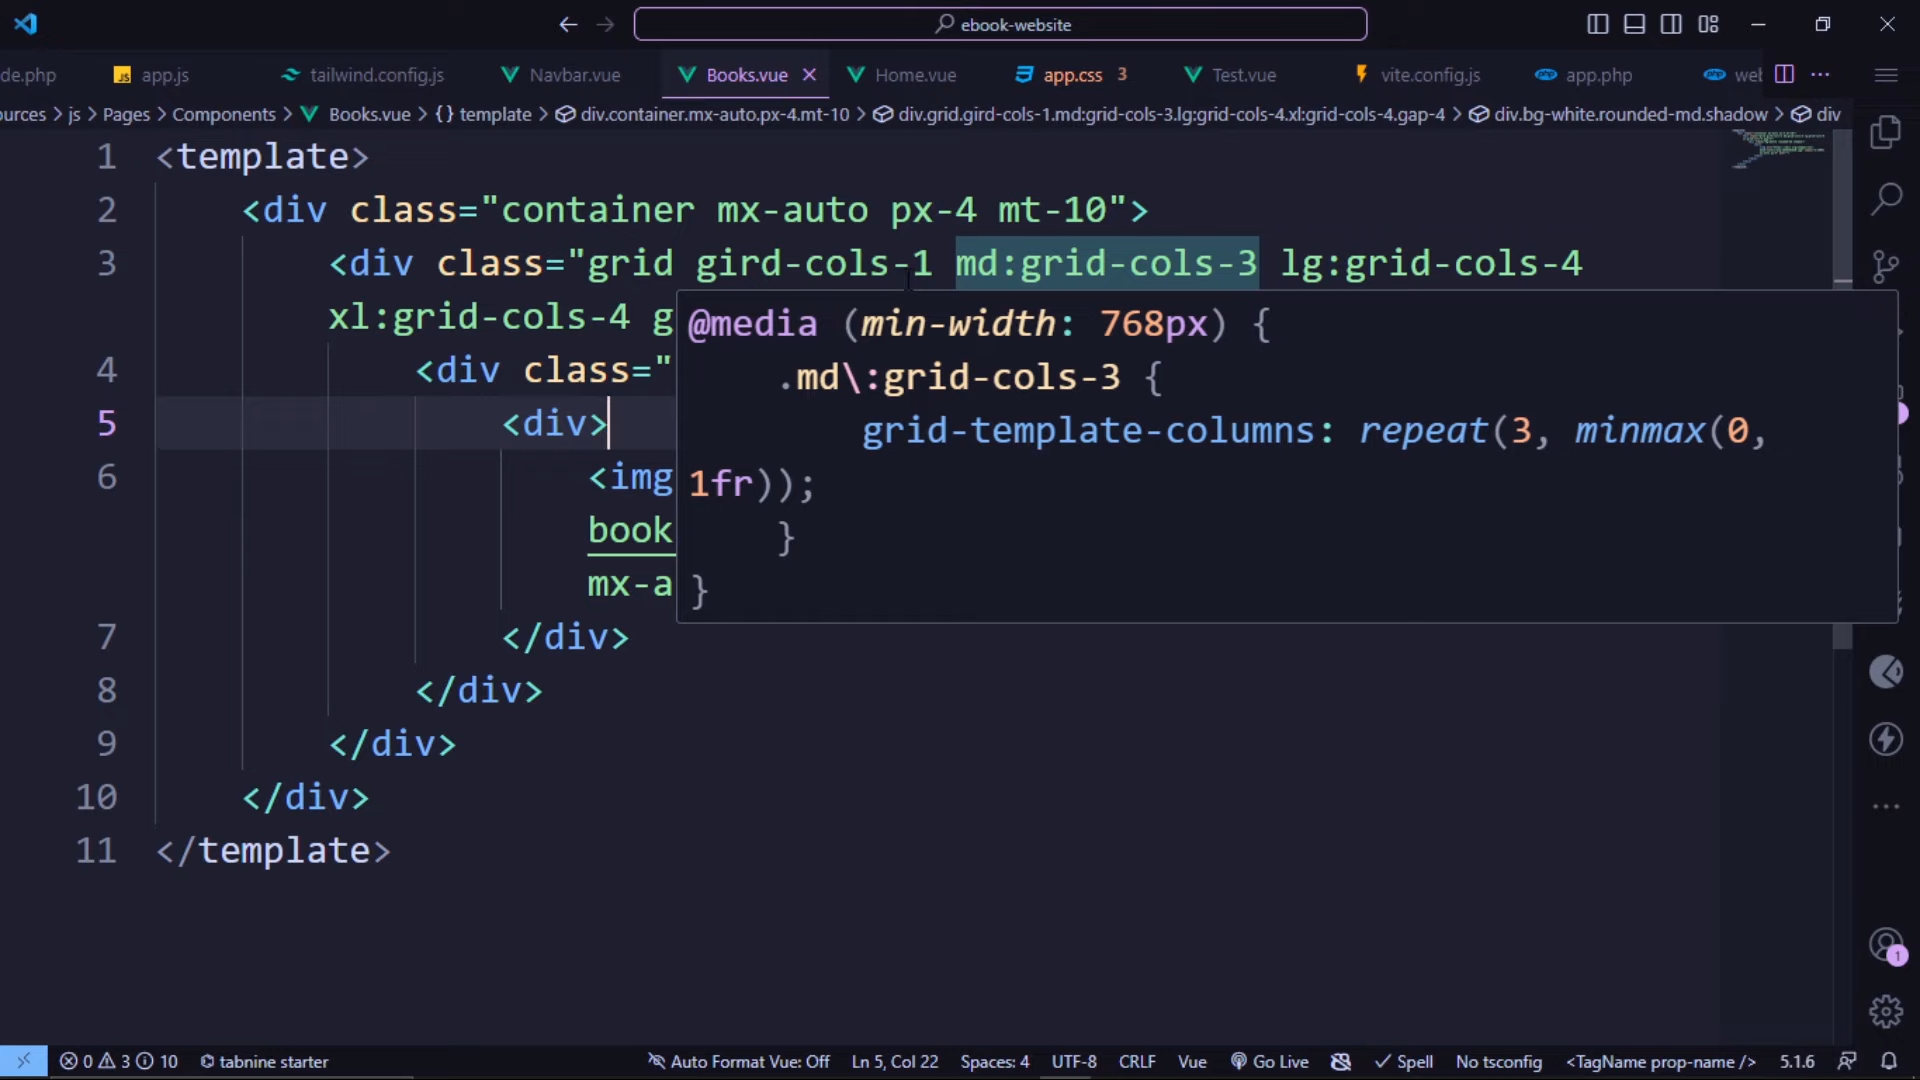 ebook-website
de.php app.js tailwind.config.js Navbar.vue Books.vue Home.vue app.css 3 Test.vue vite.config.js app.php wel
ources > js > Pages > Components > Books.vue > {} template > div.container.mx-auto.px-4.mt-10 > div.grid.gird-cols-1.md:grid-cols-3.lg:grid-cols-4.xl:grid-cols-4.gap-4 > div.bg-white.rounded-md.shadow > div
1 <template>
2 <div class="container mx-auto px-4 mt-10">
3 <div class="grid gird-cols-1 md:grid-cols-3 lg:grid-cols-4
xl:grid-cols-4 g
4 <div class="
5 <div>
6 <img
book
mx-a
7 </div>
8 </div>
9 </div>
10 </div>
11 </template>
@media (min-width: 768px) {
.md\:grid-cols-3 {
grid-template-columns: repeat(3, minmax(0,
1fr));
}
}
1
0 3 10 tabnine starter Auto Format Vue: Off Ln 5, Col 22 Spaces: 4 UTF-8 CRLF Vue Go Live Spell No tsconfig <TagName prop-name /> 5.1.6